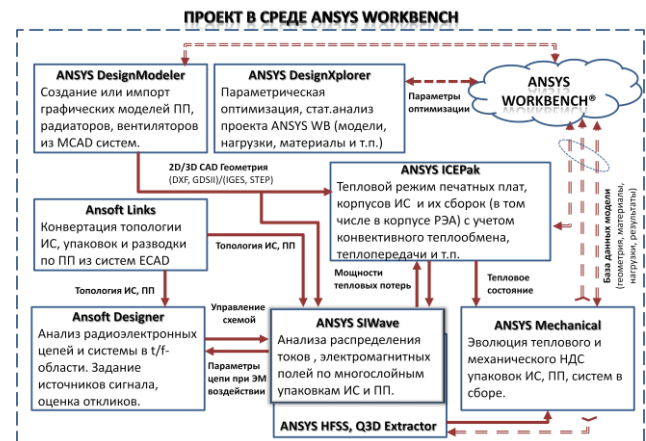 ПРОЕКТ В СРЕДЕ ANSYS WORKBENCH
ANSYS DesignModeler
Создание или импорт
графических моделей ПП,
радиаторов, вентиляторов
из MCAD систем.
ANSYS DesignXplorer
Параметрическая
оптимизация, стат.анализ
проекта ANSYS WB (модели,
нагрузки, материалы и т.п.)
Параметры
оптимизации
ANSYS
WORKBENCH®
2D/3D CAD Геометрия
(DXF, GDSII)/(IGES, STEP)
ANSYS ICEPak
Тепловой режим печатных плат,
корпусов ИС и их сборок (в том
числе в корпусе РЭА) с учетом
конвективного теплообмена,
теплопередачи и т.п.
База данных модели
(геометрия, материалы,
нагрузки, результаты)
Ansoft Links
Конвертация топологии
ИС, упаковок и разводки
по ПП из систем ECAD
Топология ИС, ПП
Топология ИС, ПП
Мощности
тепловых потерь
Тепловое
состояние
Ansoft Designer
Анализ радиоэлектронных
цепей и системы в t/f-
области. Задание
источников сигнала,
оценка откликов.
Управление
схемой
Параметры
цепи при ЭМ
воздействии
ANSYS SIWave
Анализа распределения
токов , электромагнитных
полей по многослойным
упаковкам ИС и ПП.
ANSYS HFSS, Q3D Extractor
ANSYS Mechanical
Эволюция теплового и
механического НДС
упаковок ИС, ПП, систем в
сборе.